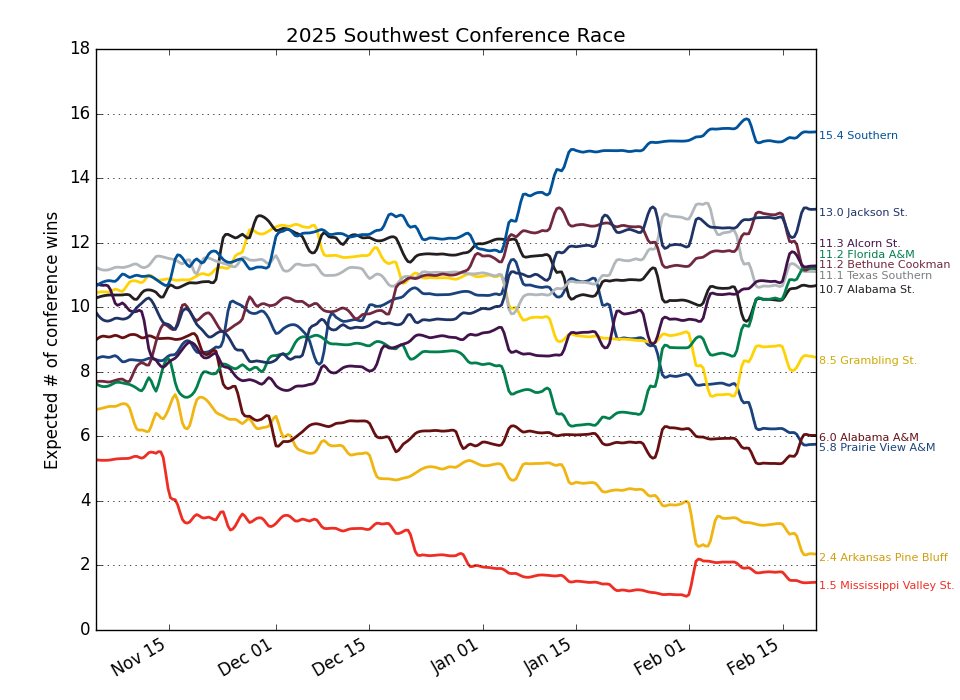 2025 Southwest Conference Race
Expected # of conference wins
18
16
14
12
10
8
6
4
2
0
Nov 15
Dec 01
Dec 15
Jan 01
Jan 15
Feb 01
Feb 15
15.4 Southern
13.0 Jackson St.
11.3 Alcorn St.
11.2 Florida A&M
11.2 Bethune Cookman
11.1 Texas Southern
10.7 Alabama St.
8.5 Grambling St.
6.0 Alabama A&M
5.8 Prairie View A&M
2.4 Arkansas Pine Bluff
1.5 Mississippi Valley St.